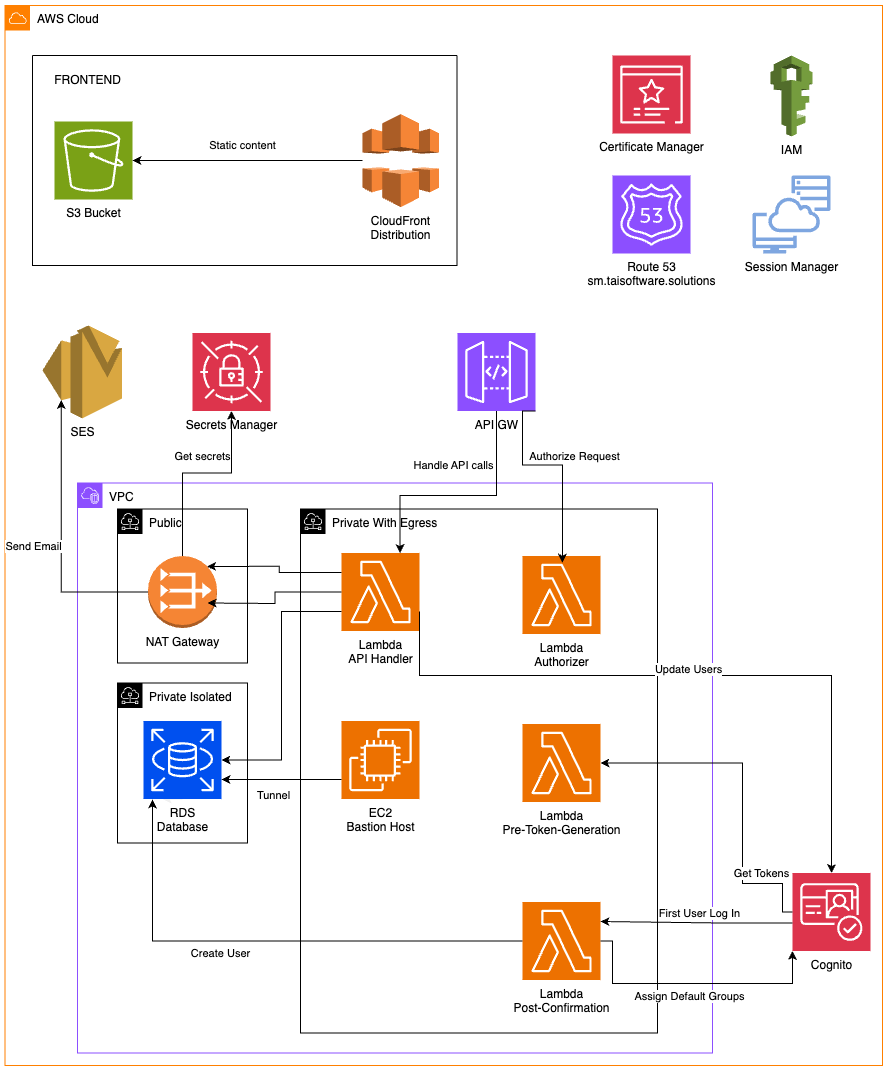 AWS Cloud
FRONTEND
Static content
S3 Bucket
CloudFront
Distribution
Certificate Manager
IAM
53
Route 53
sm.taisoftware.solutions
Session Manager
SES
Secrets Manager
</>
API GW
Get secrets
Handle API calls
Authorize Request
VPC
Public
Private With Egress
Send Email
NAT Gateway
Lambda
API Handler
Lambda
Authorizer
Update Users
Private Isolated
RDS
Database
Tunnel
EC2
Bastion Host
Lambda
Pre-Token-Generation
Get Tokens
First User Log In
Cognito
Create User
Lambda
Post-Confirmation
Assign Default Groups